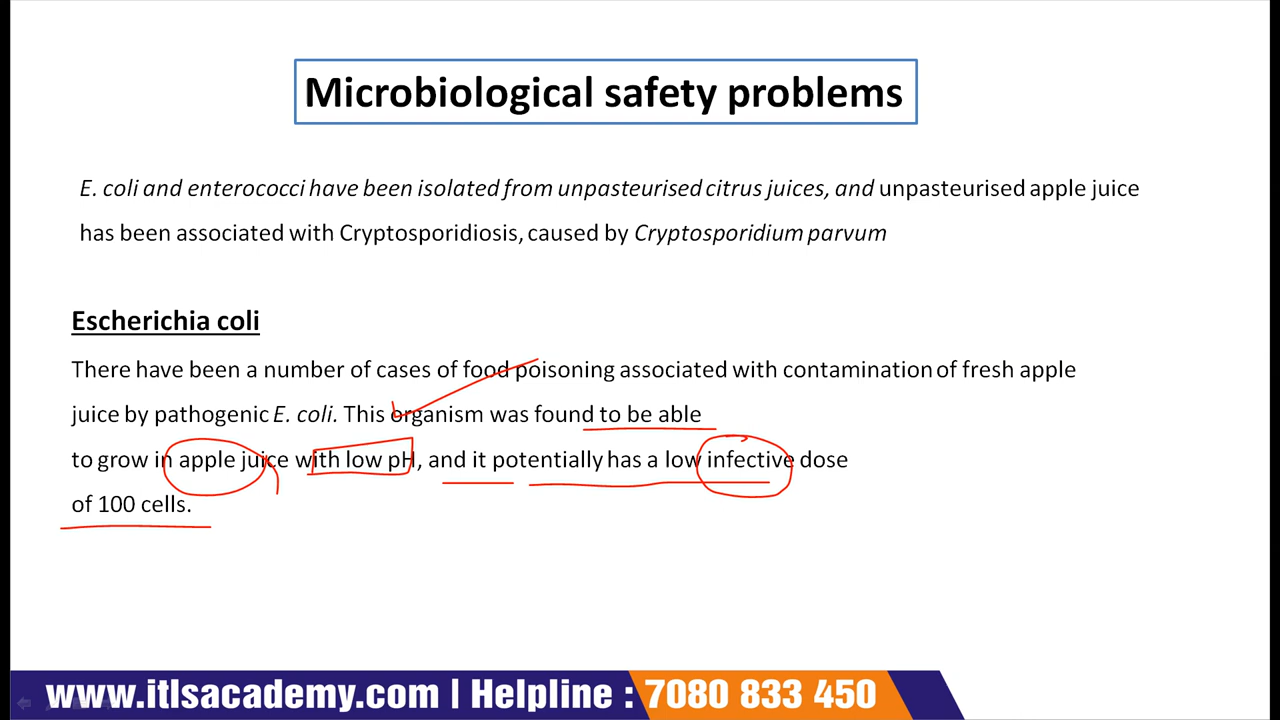 Microbiological safety problems
E. coli and enterococci have been isolated from unpasteurised citrus juices, and unpasteurised apple juice
has been associated with Cryptosporidiosis, caused by Cryptosporidium parvum
Escherichia coli
There have been a number of cases of food poisoning associated with contamination of fresh apple
juice by pathogenic E. coli. This organism was found to be able
to grow in apple juice with low pH, and it potentially has a low infective dose
of 100 cells.
www.itlsacademy.com | Helpline : 7080 833 450